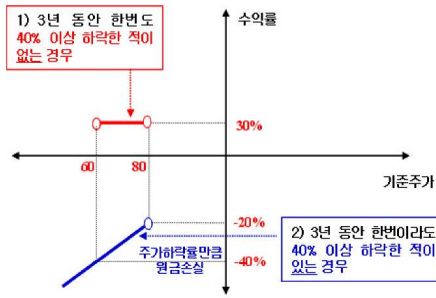 1) 3년 동안 한번도
40% 이상 하락한 적이
없는 경우
수익률
30%
60
80
기준주가
-20%
주가하락률만큼
원금손실
-40%
2) 3년 동안 한번이라도
40% 이상 하락한 적이
있는 경우